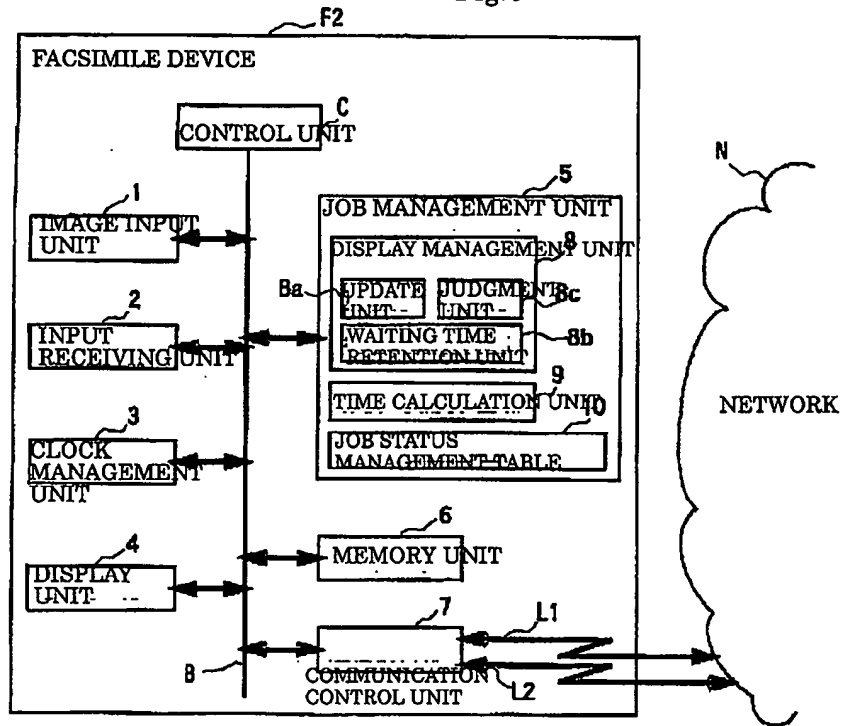 F2
FACSIMILE DEVICE
C
CONTROL UNIT
N
1
IMAGE INPUT
UNIT
5
JOB MANAGEMENT UNIT
DISPLAY MANAGEMENT UNIT
8
8a
UPDATE
UNIT
JUDGMENT
UNIT
8c
WAITING TIME
RETENTION UNIT
8b
2
INPUT
RECEIVING UNIT
9
TIME CALCULATION UNIT
10
JOB STATUS
MANAGEMENT TABLE
NETWORK
3
CLOCK
MANAGEMENT
UNIT
6
MEMORY UNIT
4
DISPLAY
UNIT
7
L1
B
COMMUNICATION
CONTROL UNIT
L2